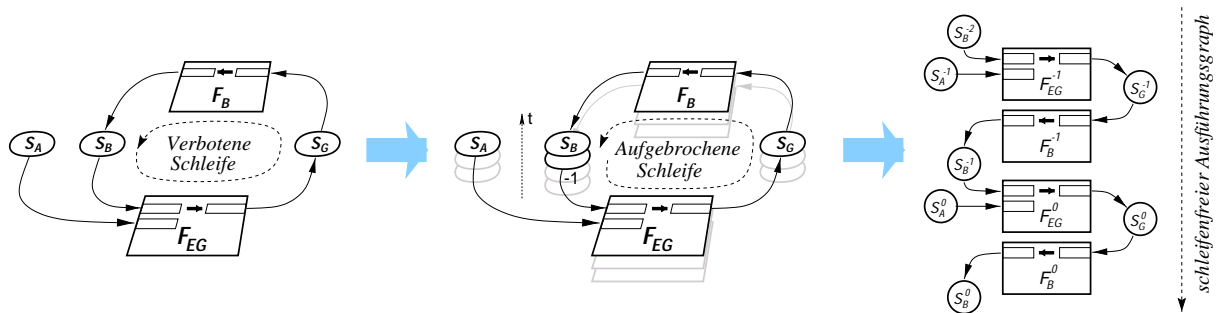 F_B
S_A
S_B
Verbotene
Schleife
S_G
F_EG
t
F_B
S_A
S_B
-1
Aufgebrochene
Schleife
S_G
F_EG
S_B^-2
S_A^-1
F_EG^-1
S_G^-1
F_B^-1
S_B^-1
S_A^0
F_EG^0
S_G^0
F_B^0
S_B^0
schleifenfreier Ausführungsgraph